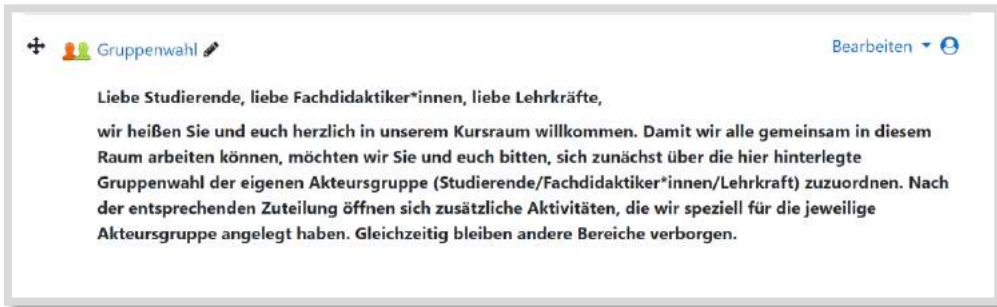 Gruppenwahl Bearbeiten
Liebe Studierende, liebe Fachdidaktiker*innen, liebe Lehrkräfte,
wir heißen Sie und euch herzlich in unserem Kursraum willkommen. Damit wir alle gemeinsam in diesem
Raum arbeiten können, möchten wir Sie und euch bitten, sich zunächst über die hier hinterlegte
Gruppenwahl der eigenen Akteursgruppe (Studierende/Fachdidaktiker*innen/Lehrkraft) zuzuordnen. Nach
der entsprechenden Zuteilung öffnen sich zusätzliche Aktivitäten, die wir speziell für die jeweilige
Akteursgruppe angelegt haben. Gleichzeitig bleiben andere Bereiche verborgen.